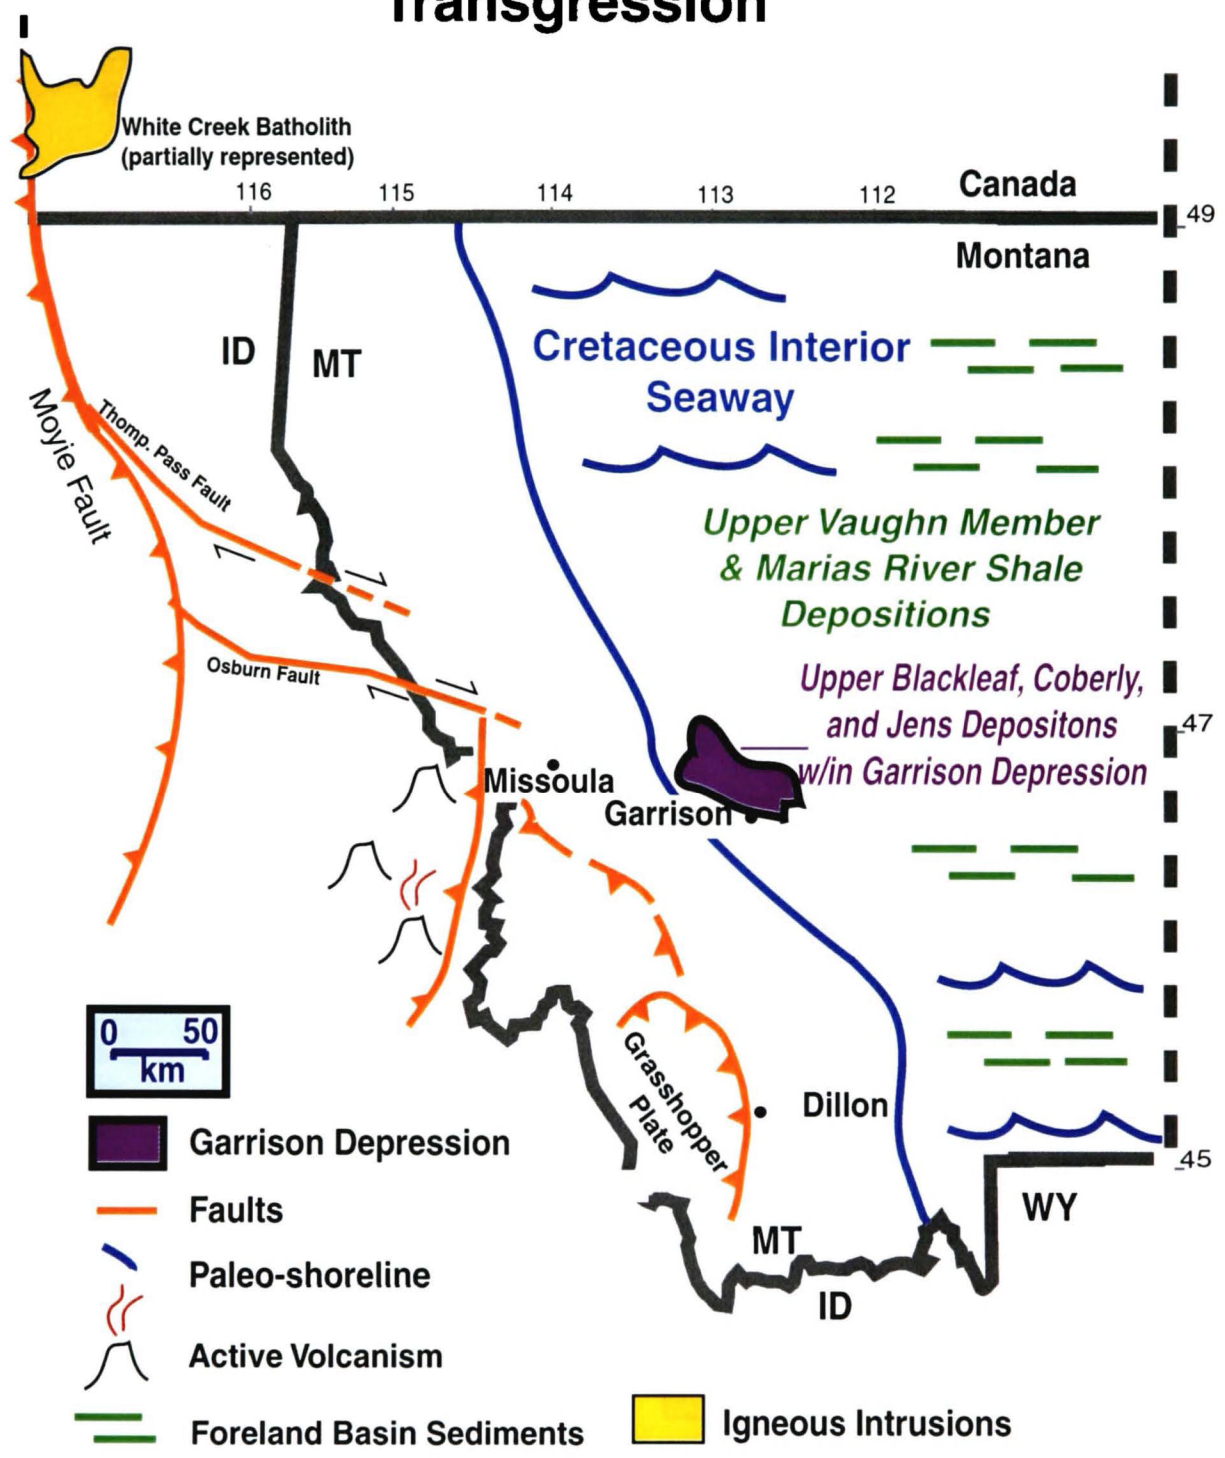 Transgression
White Creek Batholith
(partially represented)
116
115
114
113
112
Canada
49
Montana
ID
MT
Cretaceous Interior
Seaway
Moyie Fault
Thomp. Pass Fault
Upper Vaughn Member
& Marias River Shale
Depositions
Osburn Fault
Upper Blackleaf, Coberly,
and Jens Depositons
w/in Garrison Depression
47
Missoula
Garrison
0 50
km
Grasshopper
Plate
Dillon
45
WY
MT
ID
Garrison Depression
Faults
Paleo-shoreline
Active Volcanism
Foreland Basin Sediments
Igneous Intrusions